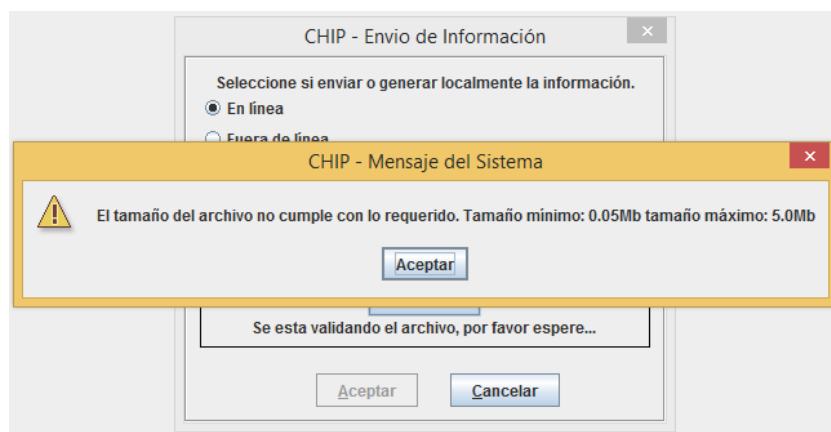 CHIP - Envio de Información
Seleccione si enviar o generar localmente la información.
En línea
Fuera de línea
CHIP - Mensaje del Sistema
El tamaño del archivo no cumple con lo requerido. Tamaño mínimo: 0.05Mb tamaño máximo: 5.0Mb
Aceptar
Se esta validando el archivo, por favor espere...
Aceptar Cancelar